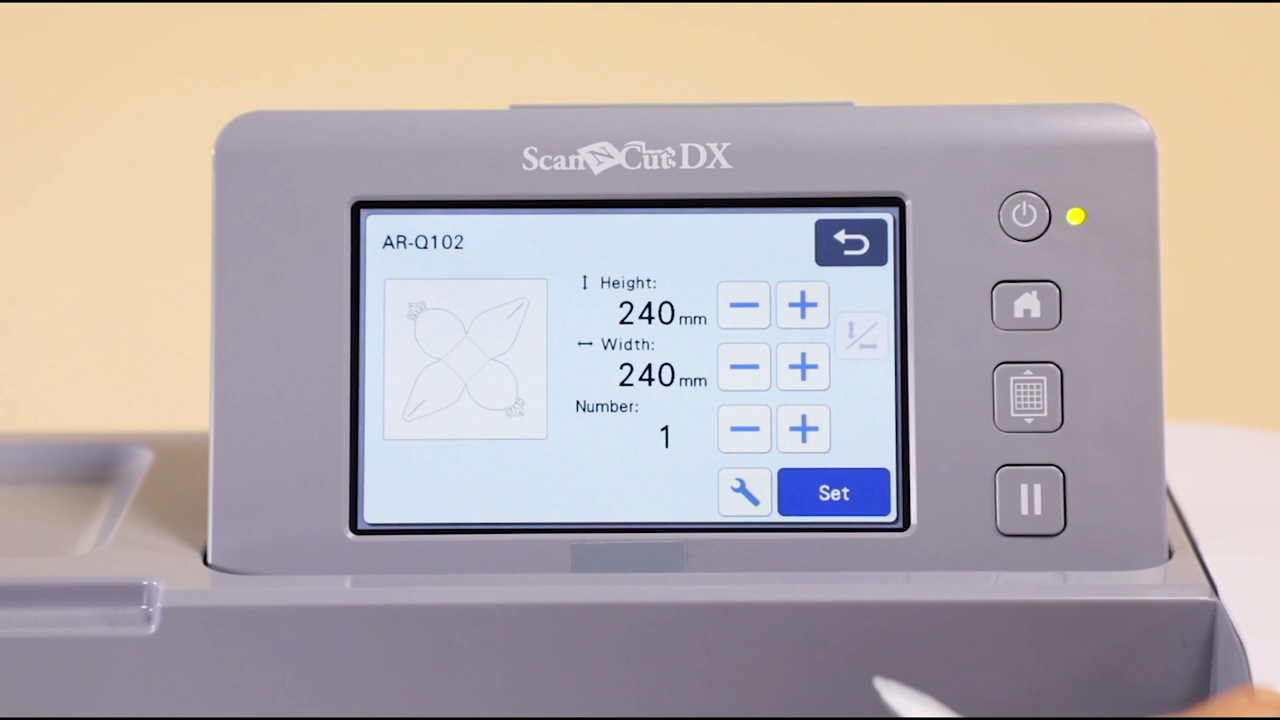 ScanNCut DX
AR-Q102
Height:
240 mm
Width:
240 mm
Number:
1
Set